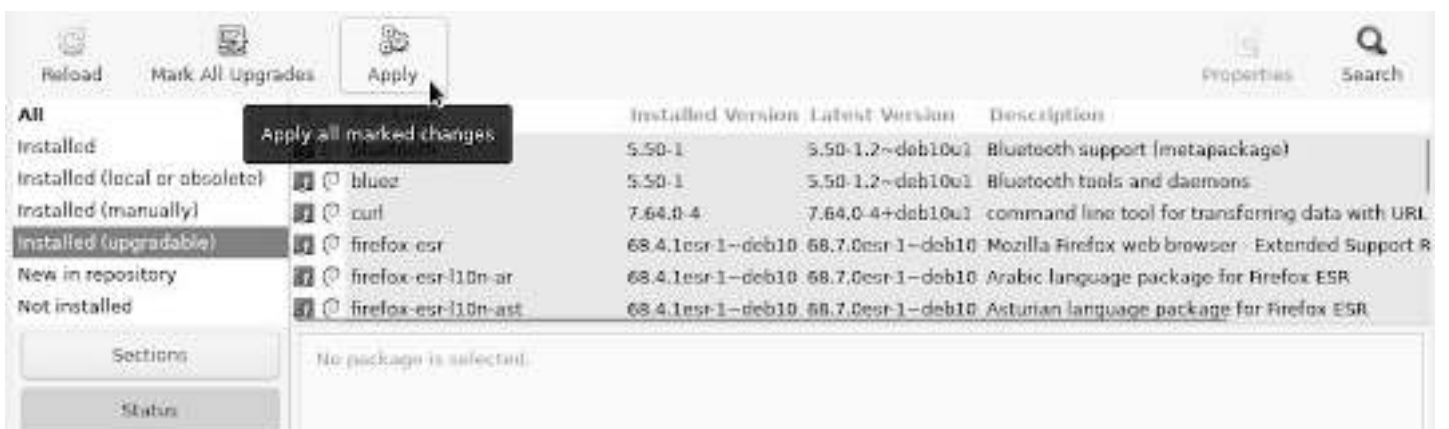 Reload Mark All Upgrades Apply Properties Search
All
Apply all marked changes
Installed Version Latest Version Description
Installed 5.50-1 5.50-1.2~deb10u1 Bluetooth support (metapackage)
Installed (local or obsolete) bluez 5.50-1 5.50-1.2~deb10u1 Bluetooth tools and daemons
Installed (manually) curl 7.64.0-4 7.64.0-4+deb10u1 command line tool for transferring data with URL
Installed (upgradable) firefox-esr 68.4.1esr-1~deb10 68.7.0esr-1~deb10 Mozilla Firefox web browser - Extended Support R
New in repository firefox-esr-l10n-ar 68.4.1esr-1~deb10 68.7.0esr-1~deb10 Arabic language package for Firefox ESR
Not installed firefox-esr-l10n-ast 68.4.1esr-1~deb10 68.7.0esr-1~deb10 Asturian language package for Firefox ESR
Sections No package is selected.
Status